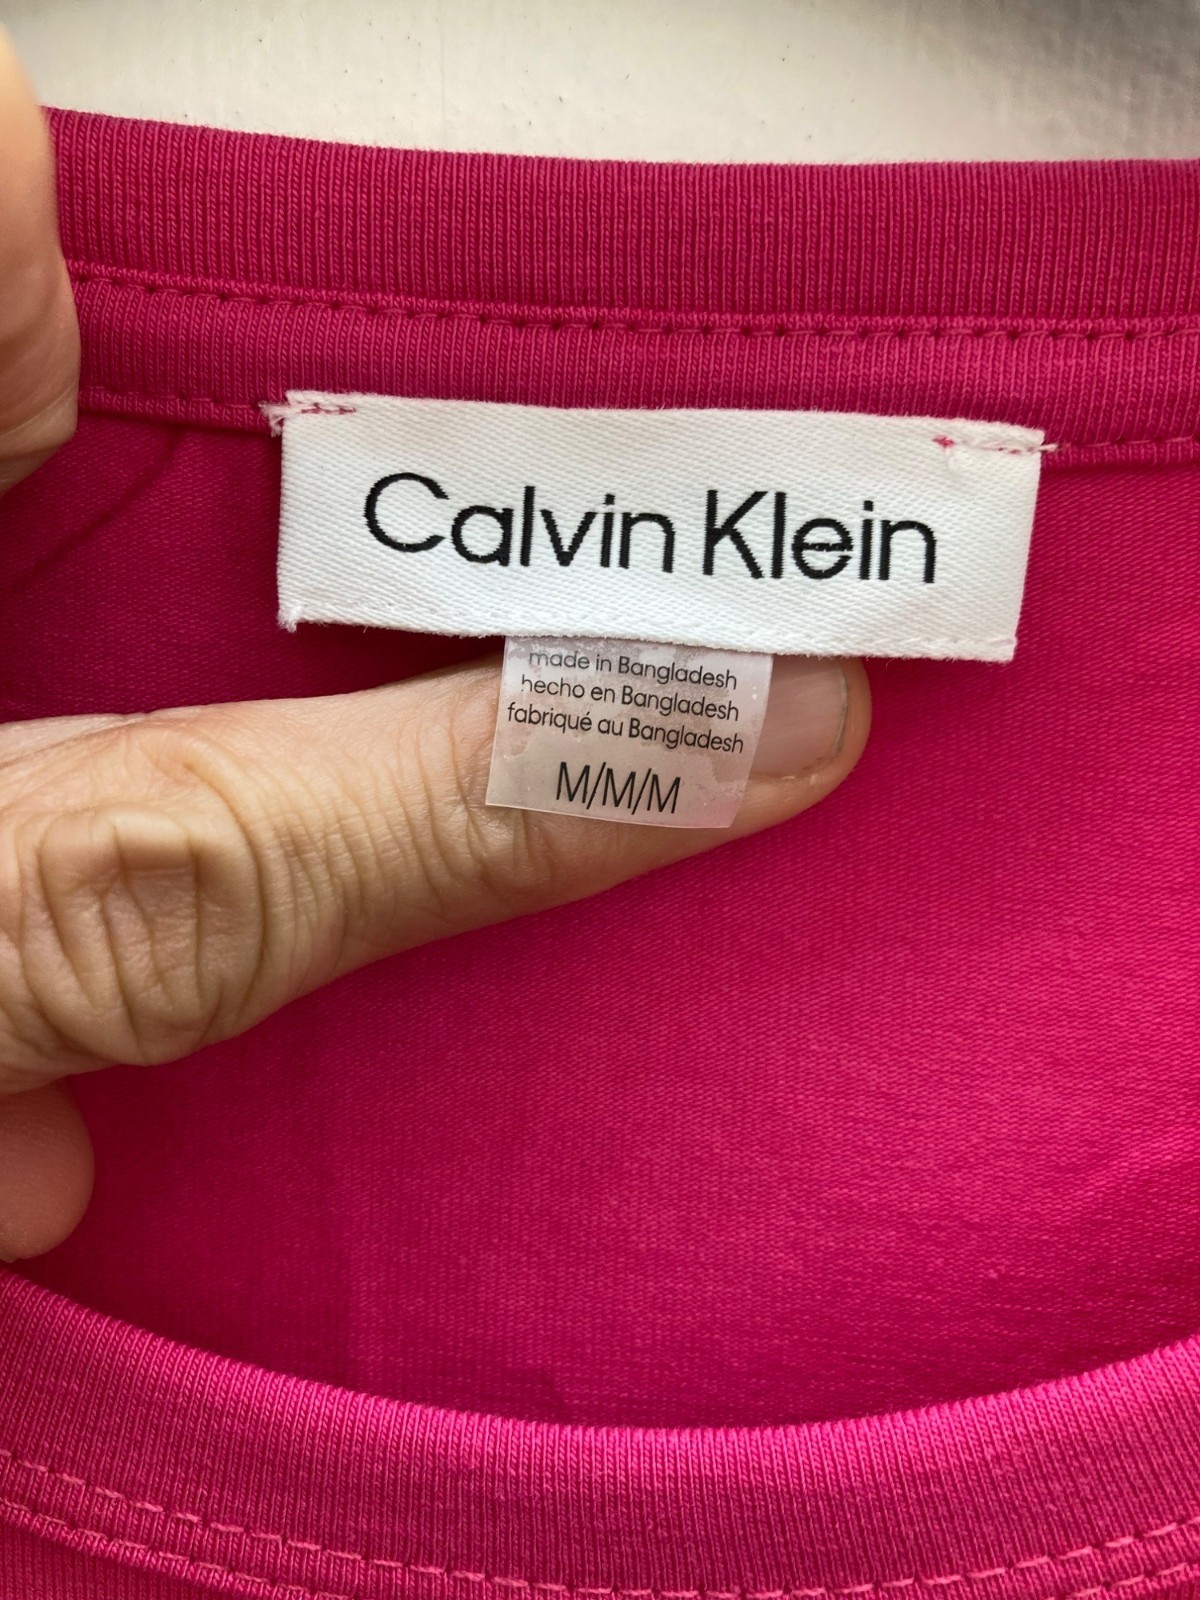 Calvin Klein
made in Bangladesh
hecho en Bangladesh
fabriqué au Bangladesh
M/M/M